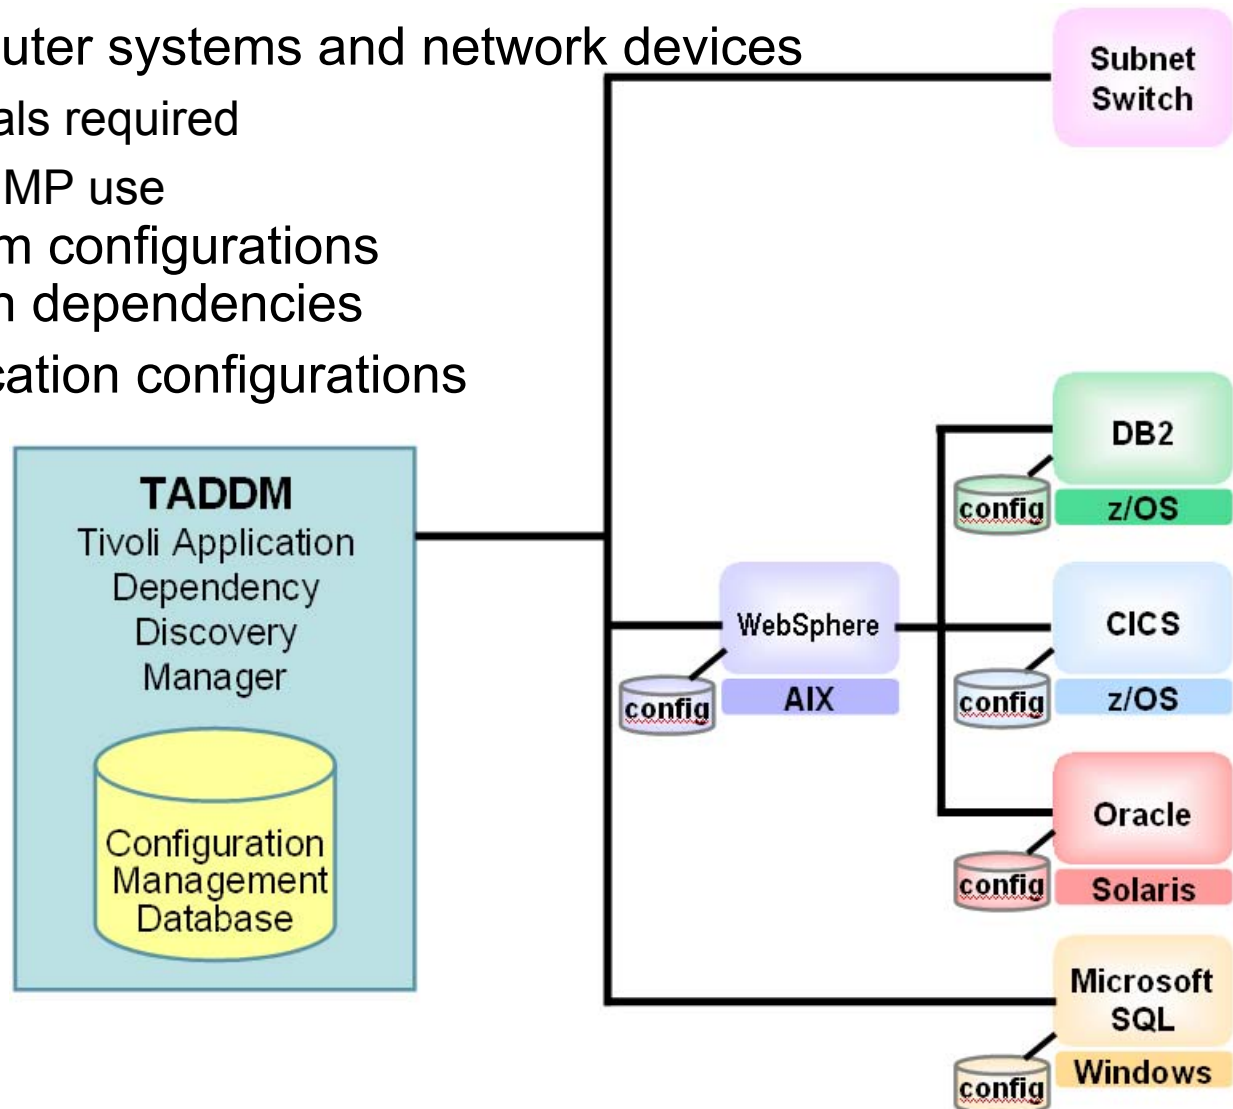 uter systems and network devices
als required
MP use
m configurations
n dependencies
cation configurations
TADDM
Tivoli Application
Dependency
Discovery
Manager
Configuration
Management
Database
Subnet
Switch
DB2
config
z/OS
WebSphere
config
AIX
CICS
config
z/OS
Oracle
config
Solaris
Microsoft
SQL
config
Windows